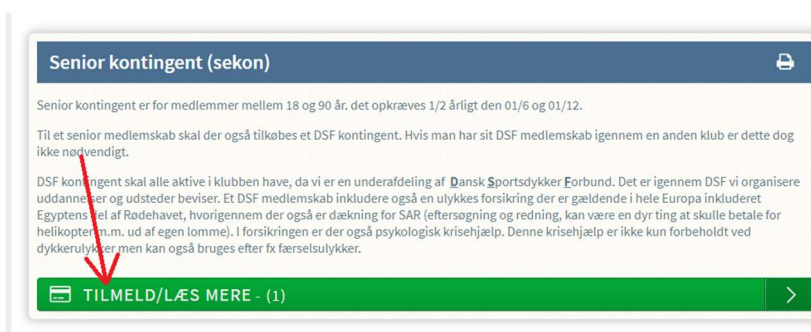 Senior kontingent (sekon)
Senior kontingent er for medlemmer mellem 18 og 90 år. det opkræves 1/2 årligt den 01/6 og 01/12.
Til et senior medlemskab skal der også tilkøbes et DSF kontingent. Hvis man har sit DSF medlemskab igennem en anden klub er dette dog
ikke nødvendigt.
DSF kontingent skal alle aktive i klubben have, da vi er en underafdeling af Dansk Sportsdykker Forbund. Det er igennem DSF vi organisere
uddannelser og udsteder beviser. Et DSF medlemskab inkludere også en ulykkes forsikring der er gældende i hele Europa inkluderet
Egyptens del af Rødehavet, hvorigennem der også er dækning for SAR (eftersøgning og redning, kan være en dyr ting at skulle betale for
helikopter m.m. ud af egen lomme). I forsikringen er der også psykologisk krisehjælp. Denne krisehjælp er ikke kun forbeholdt ved
dykkerulykker men kan også bruges efter fx færselsulykker.
TILMELD/LÆS MERE - (1)